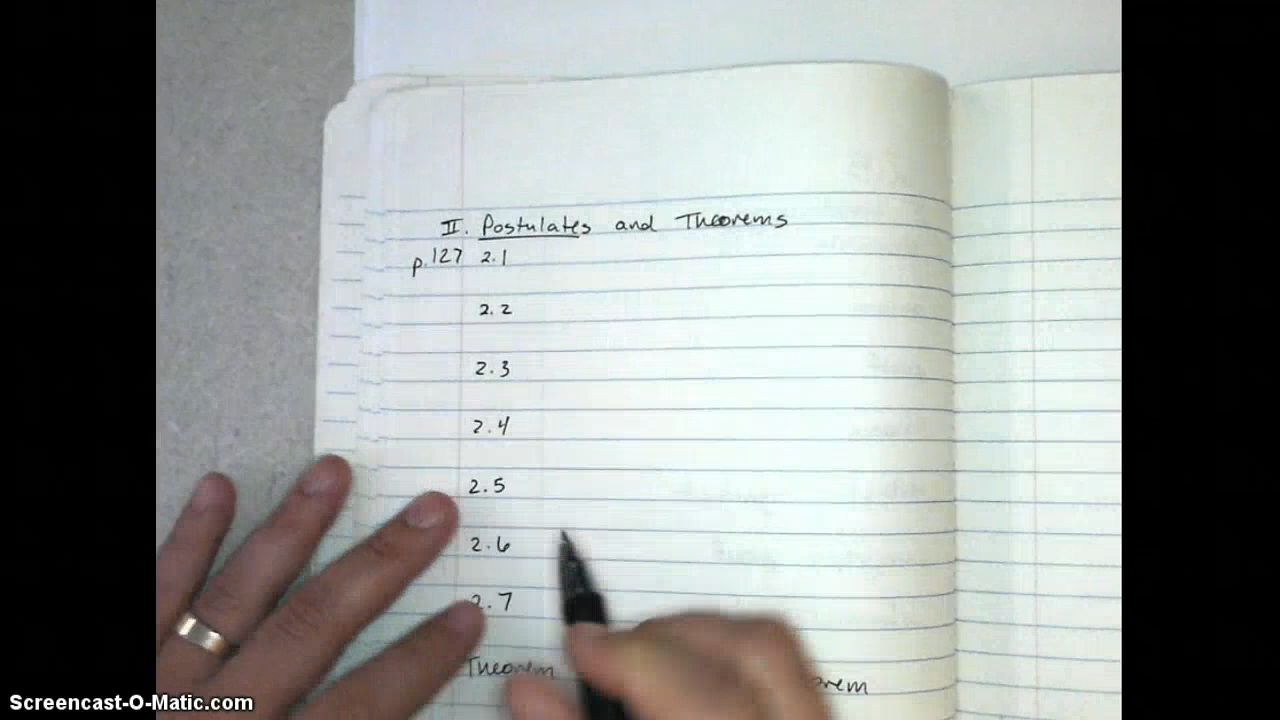 II. Postulates and Theorems
p.127 2.1
2.2
2.3
2.4
2.5
2.6
2.7
Theorem
Screencast-O-Matic.com